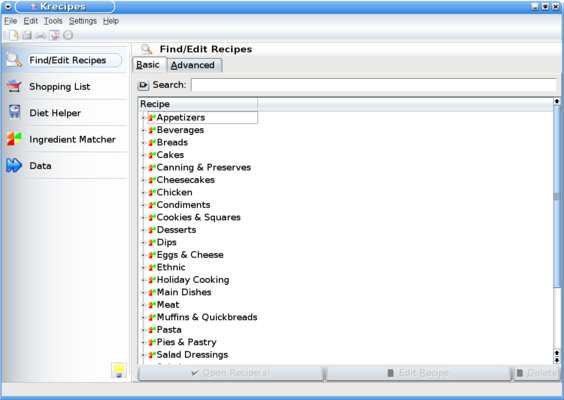 Krecipes
File Edit Tools Settings Help
Find/Edit Recipes
Shopping List
Diet Helper
Ingredient Matcher
Data
Find/Edit Recipes
Basic Advanced
Search:
Recipe
Appetizers
Beverages
Breads
Cakes
Canning & Preserves
Cheesecakes
Chicken
Condiments
Cookies & Squares
Desserts
Dips
Eggs & Cheese
Ethnic
Holiday Cooking
Main Dishes
Meat
Muffins & Quickbreads
Pasta
Pies & Pastry
Salad Dressings
Open Recipe(s) Edit Recipe Delete